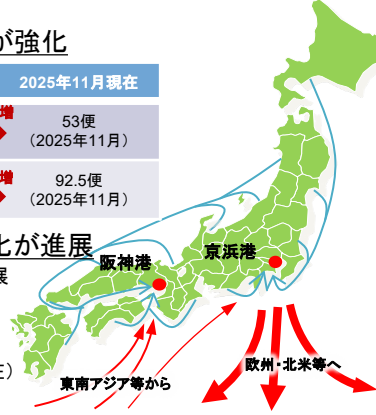 が強化
2025年11月現在
増
53便
（2025年11月）
増
92.5便
（2025年11月）
化が進展
展
阪神港
京浜港
東南アジア等から
欧州・北米等へ